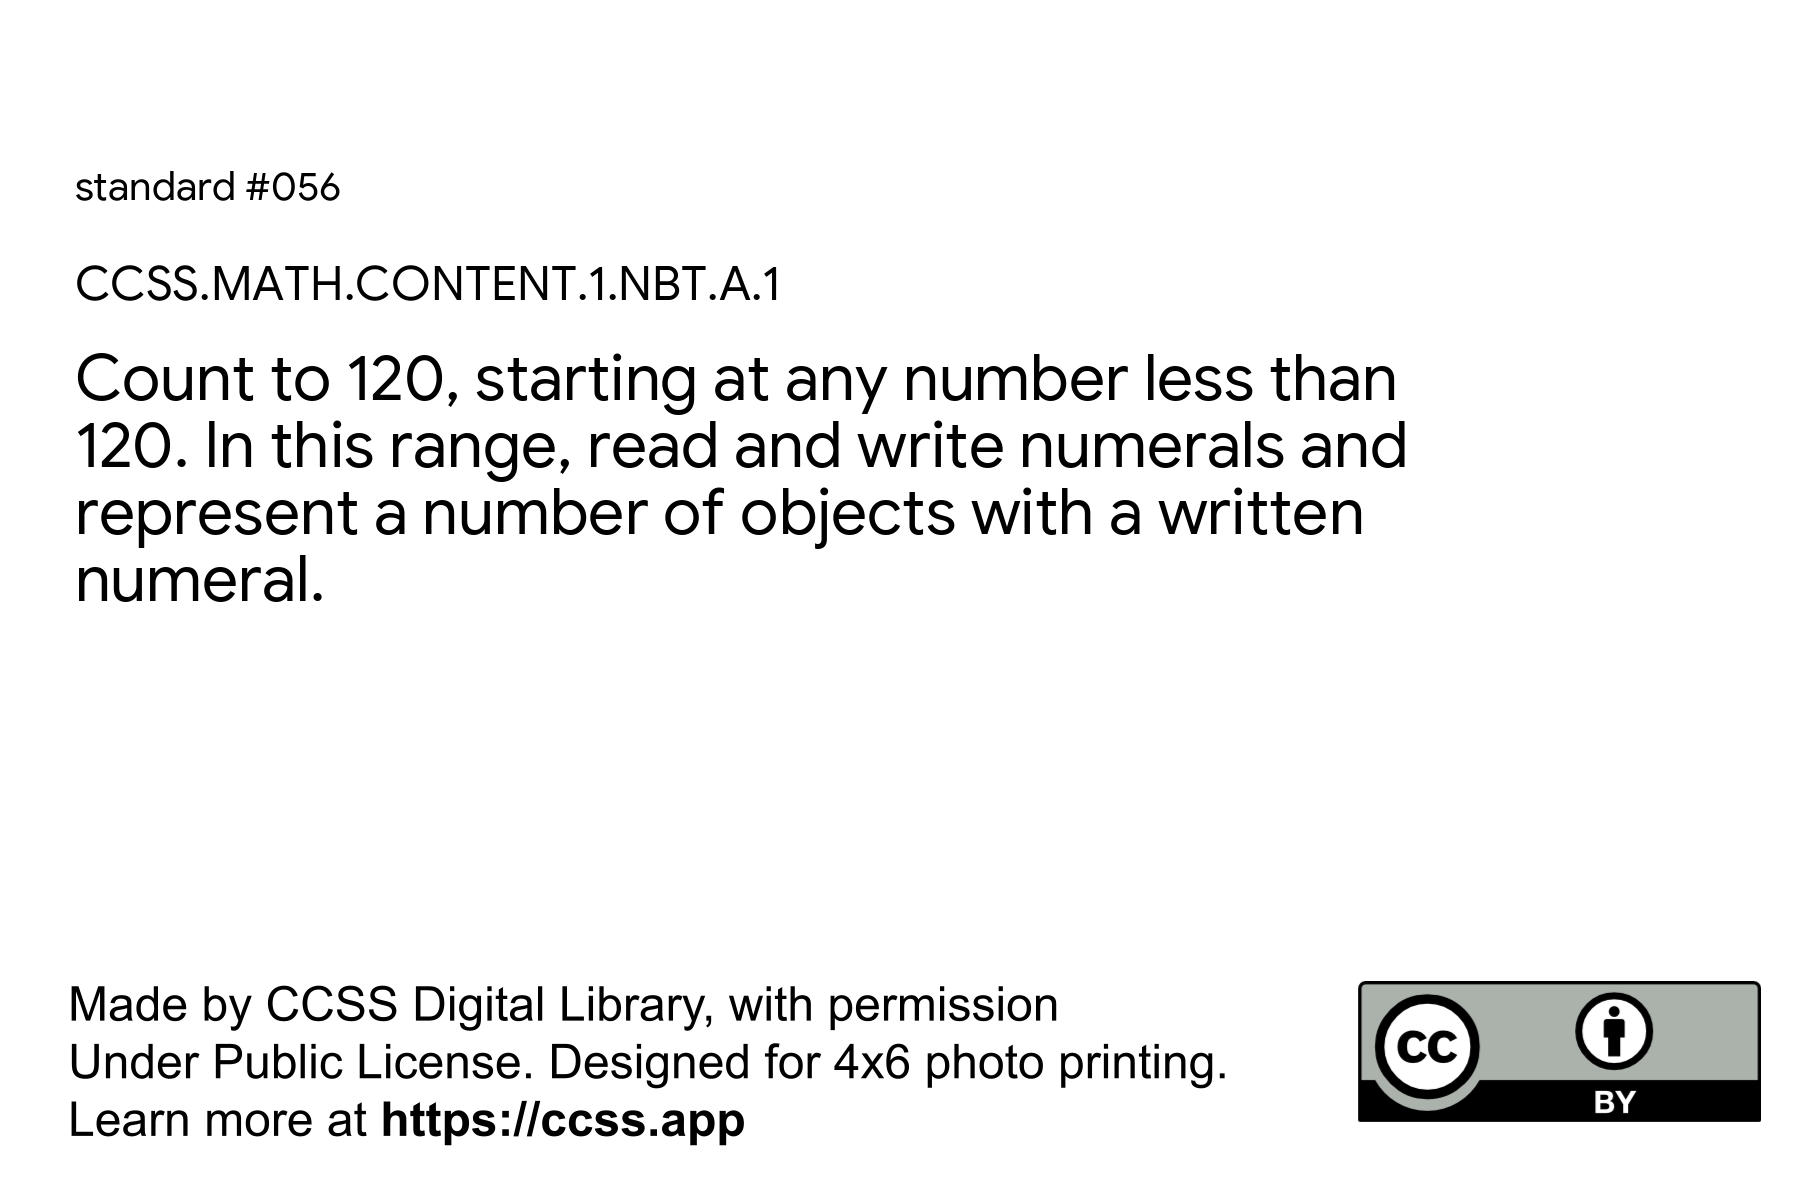 standard #056
CCSS.MATH.CONTENT.1.NBT.A.1
Count to 120, starting at any number less than
120. In this range, read and write numerals and
represent a number of objects with a written
numeral.
Made by CCSS Digital Library, with permission
Under Public License. Designed for 4x6 photo printing.
Learn more at https://ccss.app
CC
BY